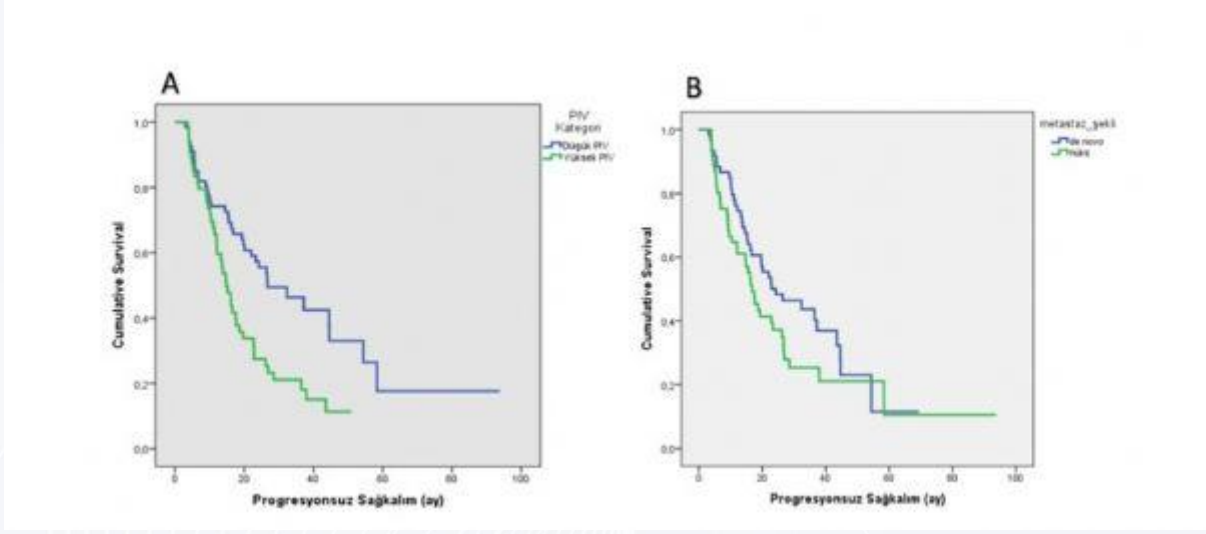 A
PIV
Kategori
Düşük PIV
Yüksek PIV
1,0
0,8
0,6
0,4
0,2
0,0
Cumulative Survival
0 20 40 60 80 100
Progresyonsuz Sağkalım (ay)
B
metastaz_şekli
de novo
1,0
0,8
0,6
0,4
0,2
0,0
Cumulative Survival
0 20 40 60 80 100
Progresyonsuz Sağkalım (ay)